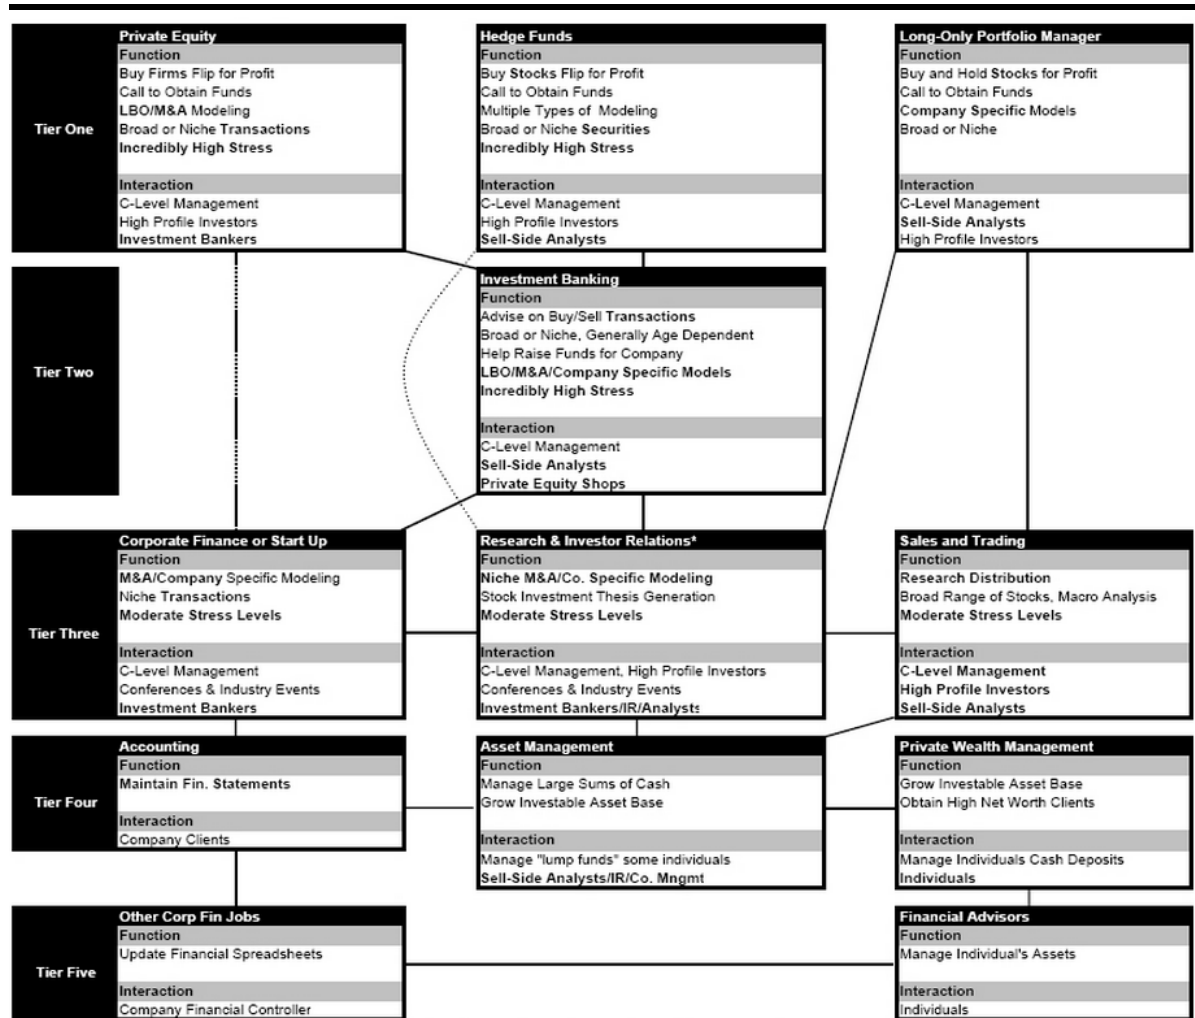 Tier One
Private Equity
Function
Buy Firms Flip for Profit
Call to Obtain Funds
LBO/M&A Modeling
Broad or Niche Transactions
Incredibly High Stress
Interaction
C-Level Management
High Profile Investors
Investment Bankers
Hedge Funds
Function
Buy Stocks Flip for Profit
Call to Obtain Funds
Multiple Types of Modeling
Broad or Niche Securities
Incredibly High Stress
Interaction
C-Level Management
High Profile Investors
Sell-Side Analysts
Long-Only Portfolio Manager
Function
Buy and Hold Stocks for Profit
Call to Obtain Funds
Company Specific Models
Broad or Niche
Interaction
C-Level Management
Sell-Side Analysts
High Profile Investors
Tier Two
Investment Banking
Function
Advise on Buy/Sell Transactions
Broad or Niche, Generally Age Dependent
Help Raise Funds for Company
LBO/M&A/Company Specific Models
Incredibly High Stress
Interaction
C-Level Management
Sell-Side Analysts
Private Equity Shops
Tier Three
Corporate Finance or Start Up
Function
M&A/Company Specific Modeling
Niche Transactions
Moderate Stress Levels
Interaction
C-Level Management
Conferences & Industry Events
Investment Bankers
Research & Investor Relations*
Function
Niche M&A/Co. Specific Modeling
Stock Investment Thesis Generation
Moderate Stress Levels
Interaction
C-Level Management, High Profile Investors
Conferences & Industry Events
Investment Bankers/IR/Analysts
Sales and Trading
Function
Research Distribution
Broad Range of Stocks, Macro Analysis
Moderate Stress Levels
Interaction
C-Level Management
High Profile Investors
Sell-Side Analysts
Tier Four
Accounting
Function
Maintain Fin. Statements
Interaction
Company Clients
Asset Management
Function
Manage Large Sums of Cash
Grow Investable Asset Base
Interaction
Manage "lump funds" some individuals
Sell-Side Analysts/IR/Co. Mngmt
Private Wealth Management
Function
Grow Investable Asset Base
Obtain High Net Worth Clients
Interaction
Manage Individuals Cash Deposits
Individuals
Tier Five
Other Corp Fin Jobs
Function
Update Financial Spreadsheets
Interaction
Company Financial Controller
Financial Advisors
Function
Manage Individual's Assets
Interaction
Individuals